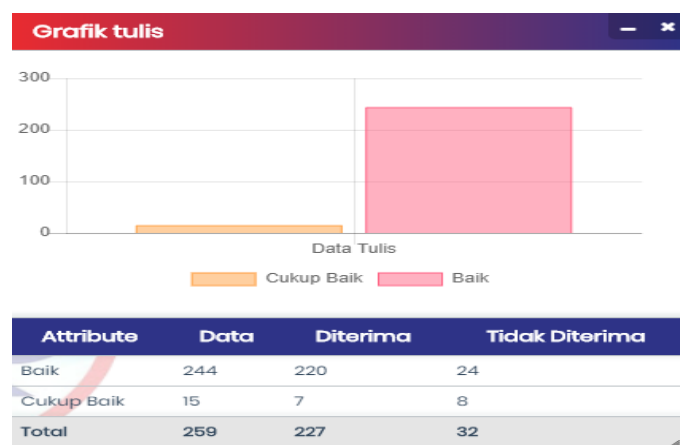 Grafik tulis
300
200
100
0
Data Tulis
Cukup Baik Baik
Attribute Data Diterima Tidak Diterima
Baik 244 220 24
Cukup Baik 15 7 8
Total 259 227 32